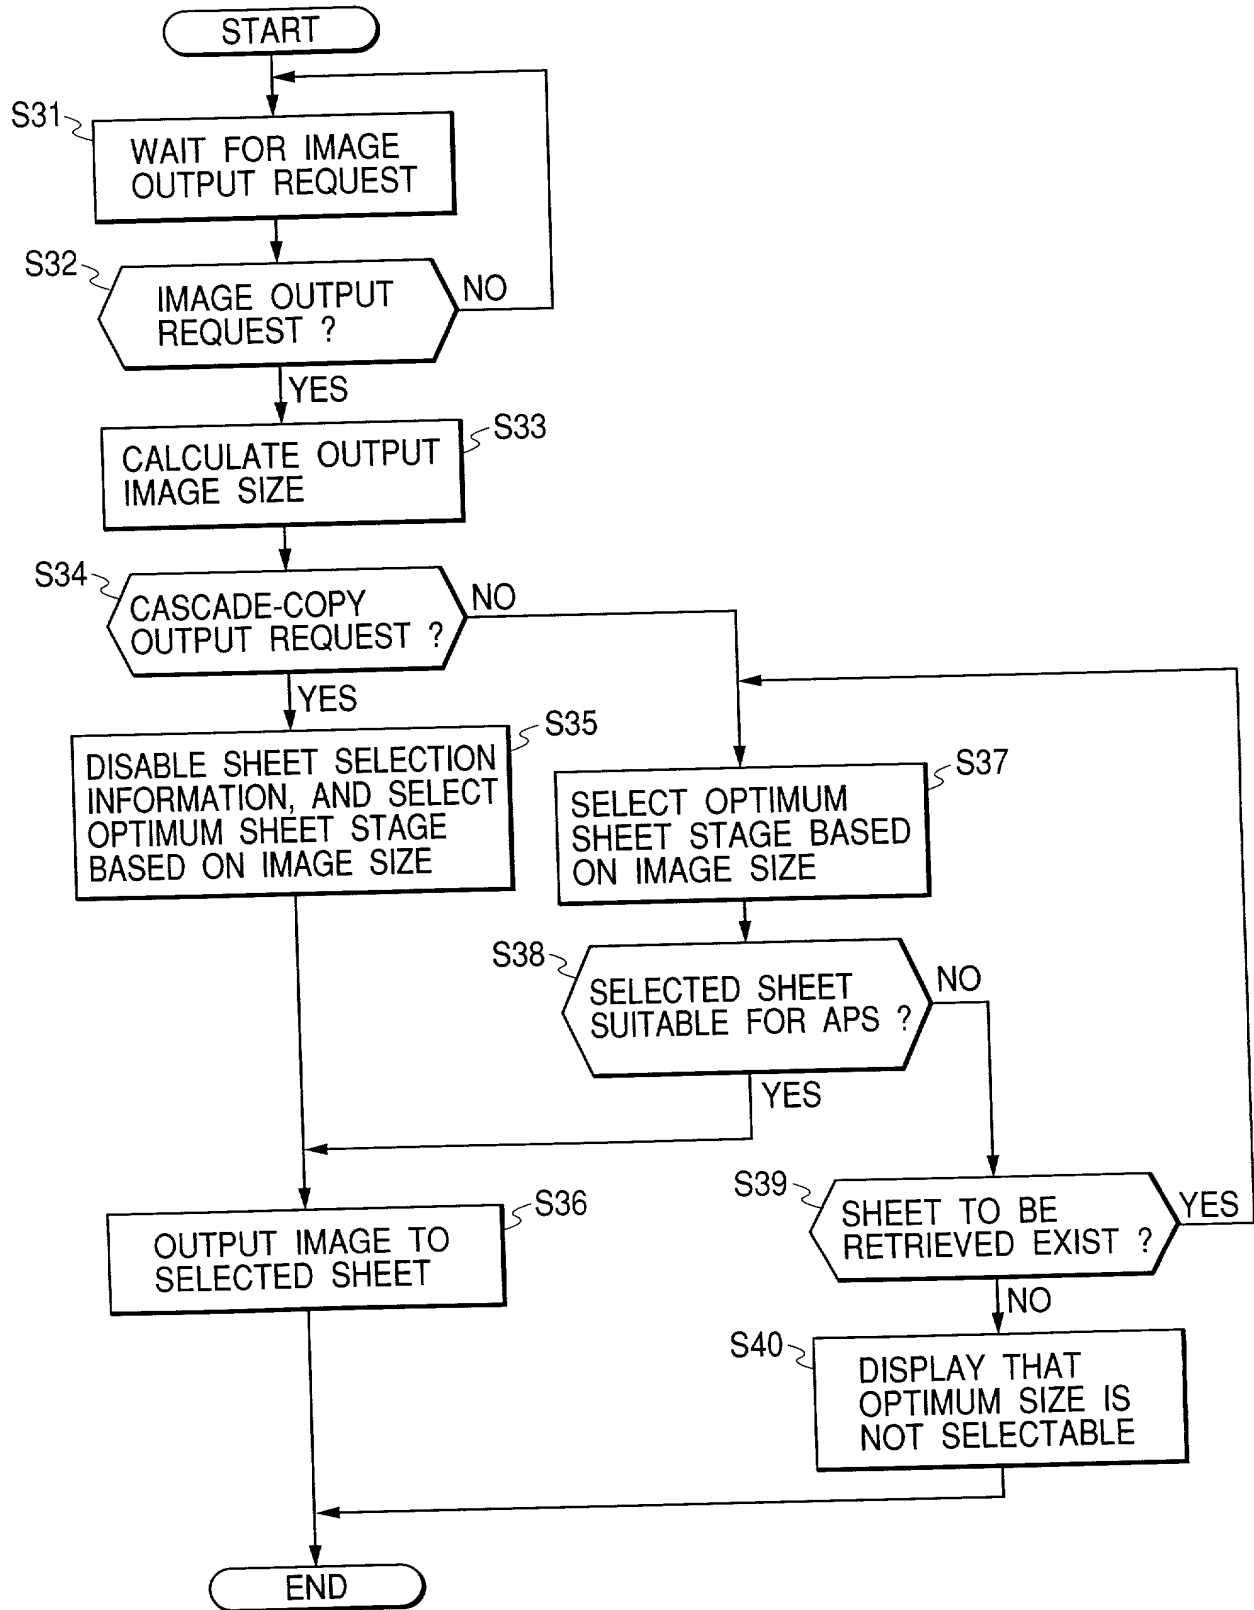 START
S31
WAIT FOR IMAGE
OUTPUT REQUEST
S32
IMAGE OUTPUT
REQUEST ?
NO
YES
S33
CALCULATE OUTPUT
IMAGE SIZE
S34
CASCADE-COPY
OUTPUT REQUEST ?
NO
YES
S35
DISABLE SHEET SELECTION
INFORMATION, AND SELECT
OPTIMUM SHEET STAGE
BASED ON IMAGE SIZE
S37
SELECT OPTIMUM
SHEET STAGE BASED
ON IMAGE SIZE
S38
SELECTED SHEET
SUITABLE FOR APS ?
NO
YES
S39
SHEET TO BE
RETRIEVED EXIST ?
YES
NO
S36
OUTPUT IMAGE TO
SELECTED SHEET
S40
DISPLAY THAT
OPTIMUM SIZE IS
NOT SELECTABLE
END